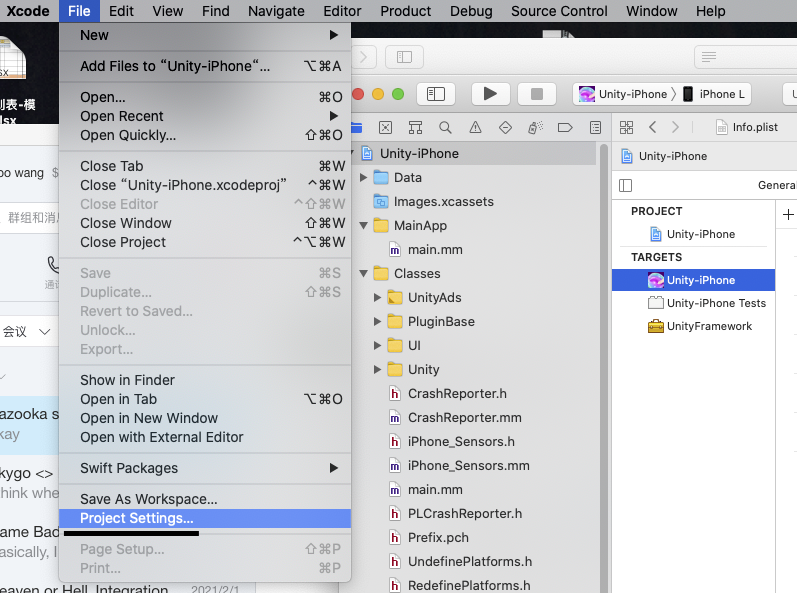 Xcode File Edit View Find Navigate Editor Product Debug Source Control Window Help
New
Add Files to “Unity-iPhone“... ⌥⌘A
Open... ⌘O
Open Recent
Open Quickly... ⇧⌘O
Close Tab ⌘W
Close “Unity-iPhone.xcodeproj” ^⌘W
Close Editor ^⇧⌘W
Close Window ⇧⌘W
Close Project ^⌥⌘W
Save ⌘S
Duplicate... ⇧⌘S
Revert to Saved...
Unlock...
Export...
Show in Finder
Open in Tab ⌥⌘O
Open in New Window
Open with External Editor
Swift Packages
Save As Workspace...
Project Settings...
Page Setup... ⇧⌘P
Print... ⌘P
sx
列表-模
lsx
oo wang $
群组和消
会议
azooka s
kay
kygo <>
hink whe
ame Bad
asically, I
eaven or Hell, Integration 2021/2/1
Unity-iPhone 〉 iPhone L
Info.plist
Unity-iPhone
Data
Images.xcassets
MainApp
main.mm
Classes
UnityAds
PluginBase
UI
Unity
CrashReporter.h
CrashReporter.mm
iPhone_Sensors.h
iPhone_Sensors.mm
main.mm
PLCrashReporter.h
Prefix.pch
UndefinePlatforms.h
RedefinePlatforms.h
Unity-iPhone
General
PROJECT
Unity-iPhone
TARGETS
Unity-iPhone
Unity-iPhone Tests
UnityFramework